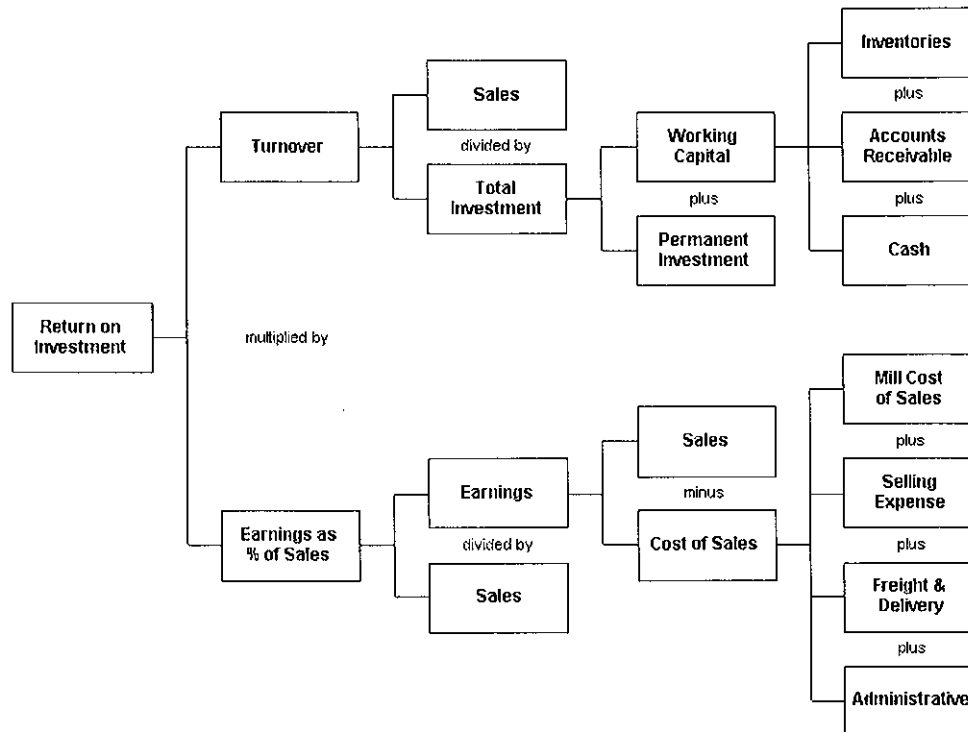 Inventories
plus
Sales
Turnover
divided by
Working
Capital
Accounts
Receivable
Total
Investment
plus
plus
Permanent
Investment
Cash
Return on
Investment
multiplied by
Mill Cost
of Sales
Sales
plus
Earnings
minus
Selling
Expense
Earnings as
% of Sales
divided by
Cost of Sales
plus
Sales
Freight &
Delivery
plus
Administrative